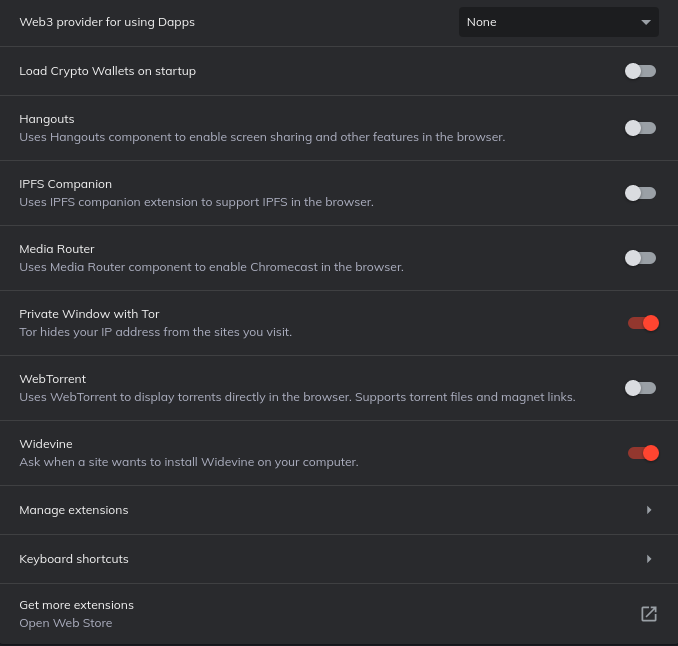 Web3 provider for using Dapps
None
Load Crypto Wallets on startup
Hangouts
Uses Hangouts component to enable screen sharing and other features in the browser.
IPFS Companion
Uses IPFS companion extension to support IPFS in the browser.
Media Router
Uses Media Router component to enable Chromecast in the browser.
Private Window with Tor
Tor hides your IP address from the sites you visit.
WebTorrent
Uses WebTorrent to display torrents directly in the browser. Supports torrent files and magnet links.
Widevine
Ask when a site wants to install Widevine on your computer.
Manage extensions
Keyboard shortcuts
Get more extensions
Open Web Store